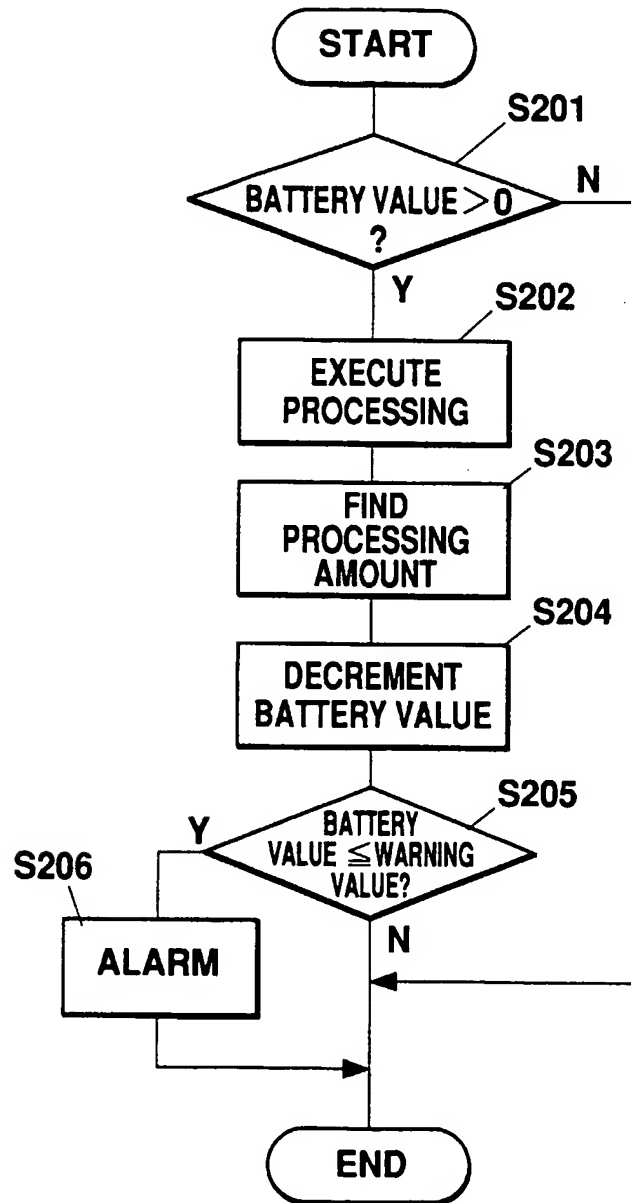 START
S201
BATTERY VALUE > 0
?
N
Y
S202
EXECUTE
PROCESSING
S203
FIND
PROCESSING
AMOUNT
S204
DECREMENT
BATTERY VALUE
S205
BATTERY
VALUE ≦ WARNING
VALUE?
Y
N
S206
ALARM
END